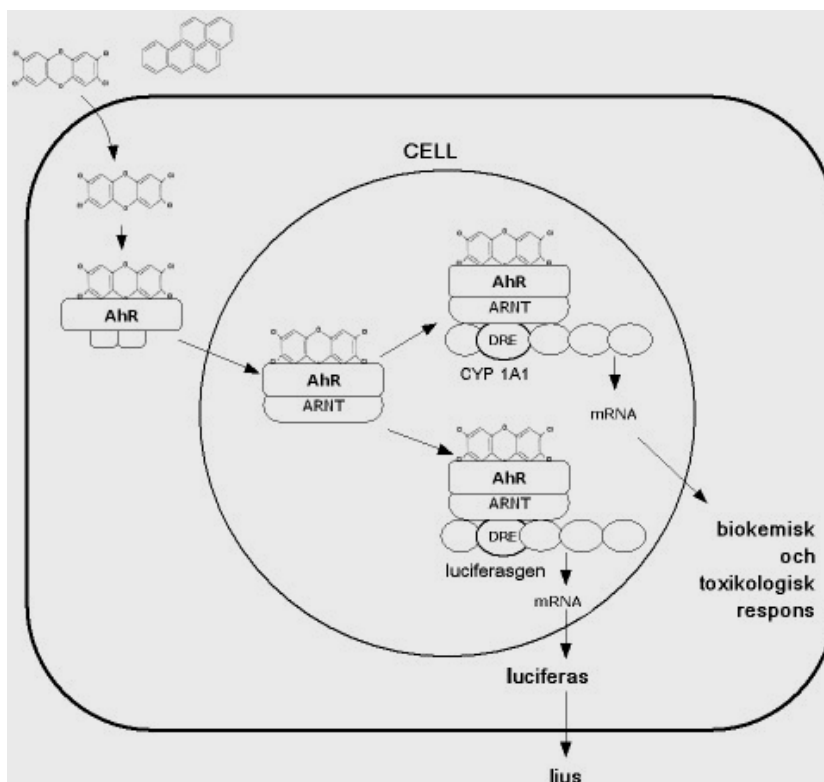 CELL
AhR
AhR
ARNT
AhR
ARNT
DRE
CYP 1A1
mRNA
AhR
ARNT
DRE
luciferasgen
mRNA
biokemisk
och
toxikologisk
respons
luciferas
ljus